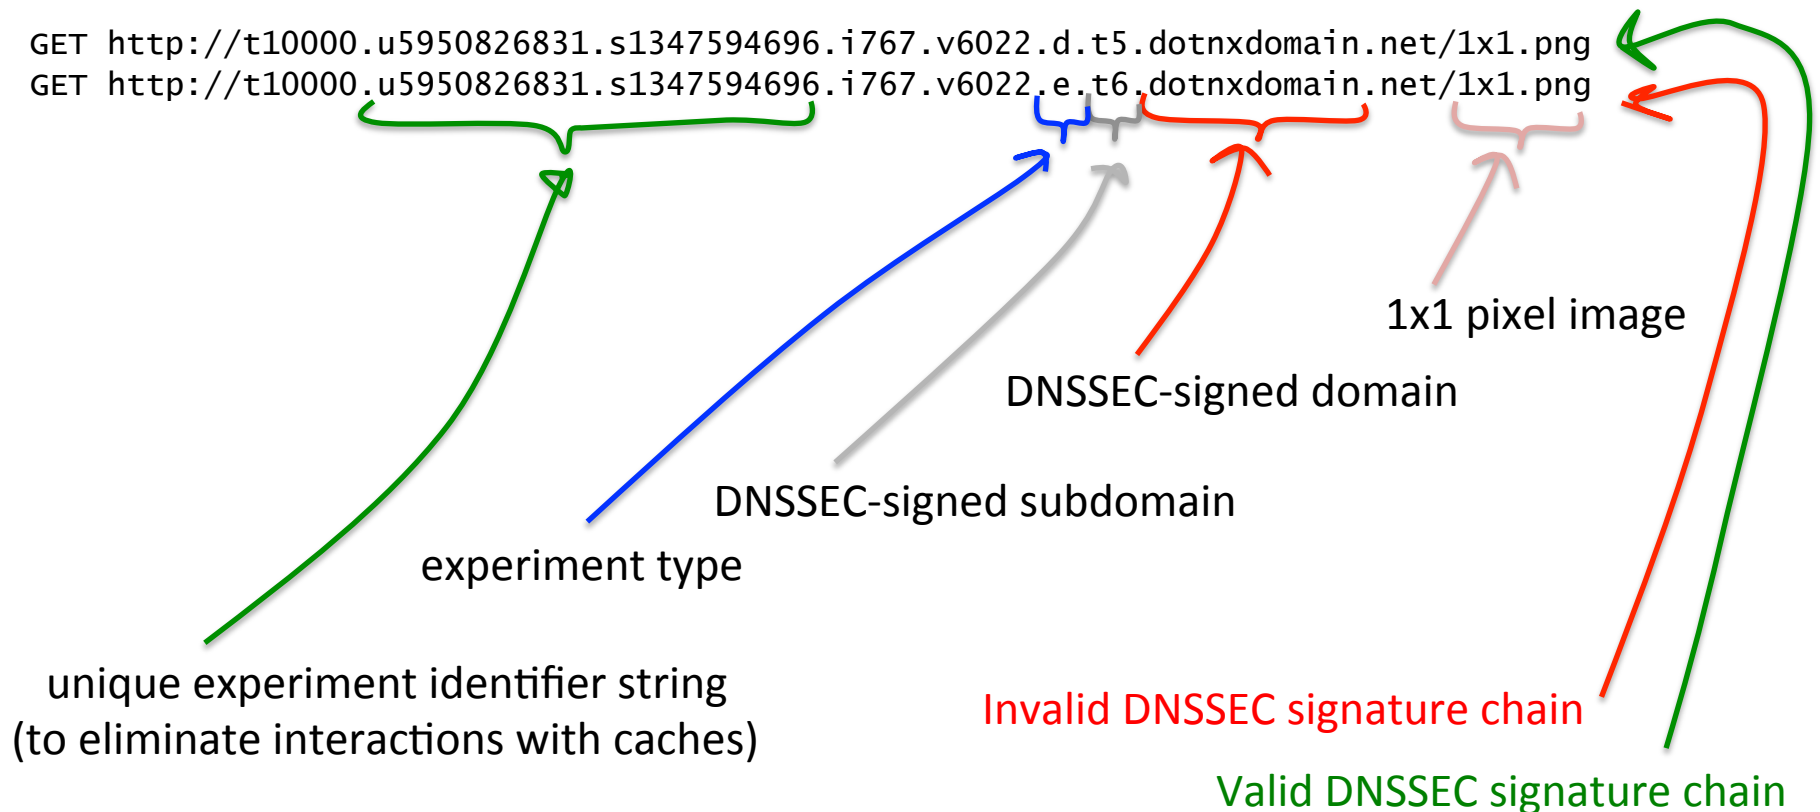 GET http://t10000.u5950826831.s1347594696.i767.v6022.d.t5.dotnxdomain.net/1x1.png
GET http://t10000.u5950826831.s1347594696.i767.v6022.e.t6.dotnxdomain.net/1x1.png
1x1 pixel image
DNSSEC-signed domain
DNSSEC-signed subdomain
experiment type
unique experiment identifier string
(to eliminate interactions with caches)
Invalid DNSSEC signature chain
Valid DNSSEC signature chain